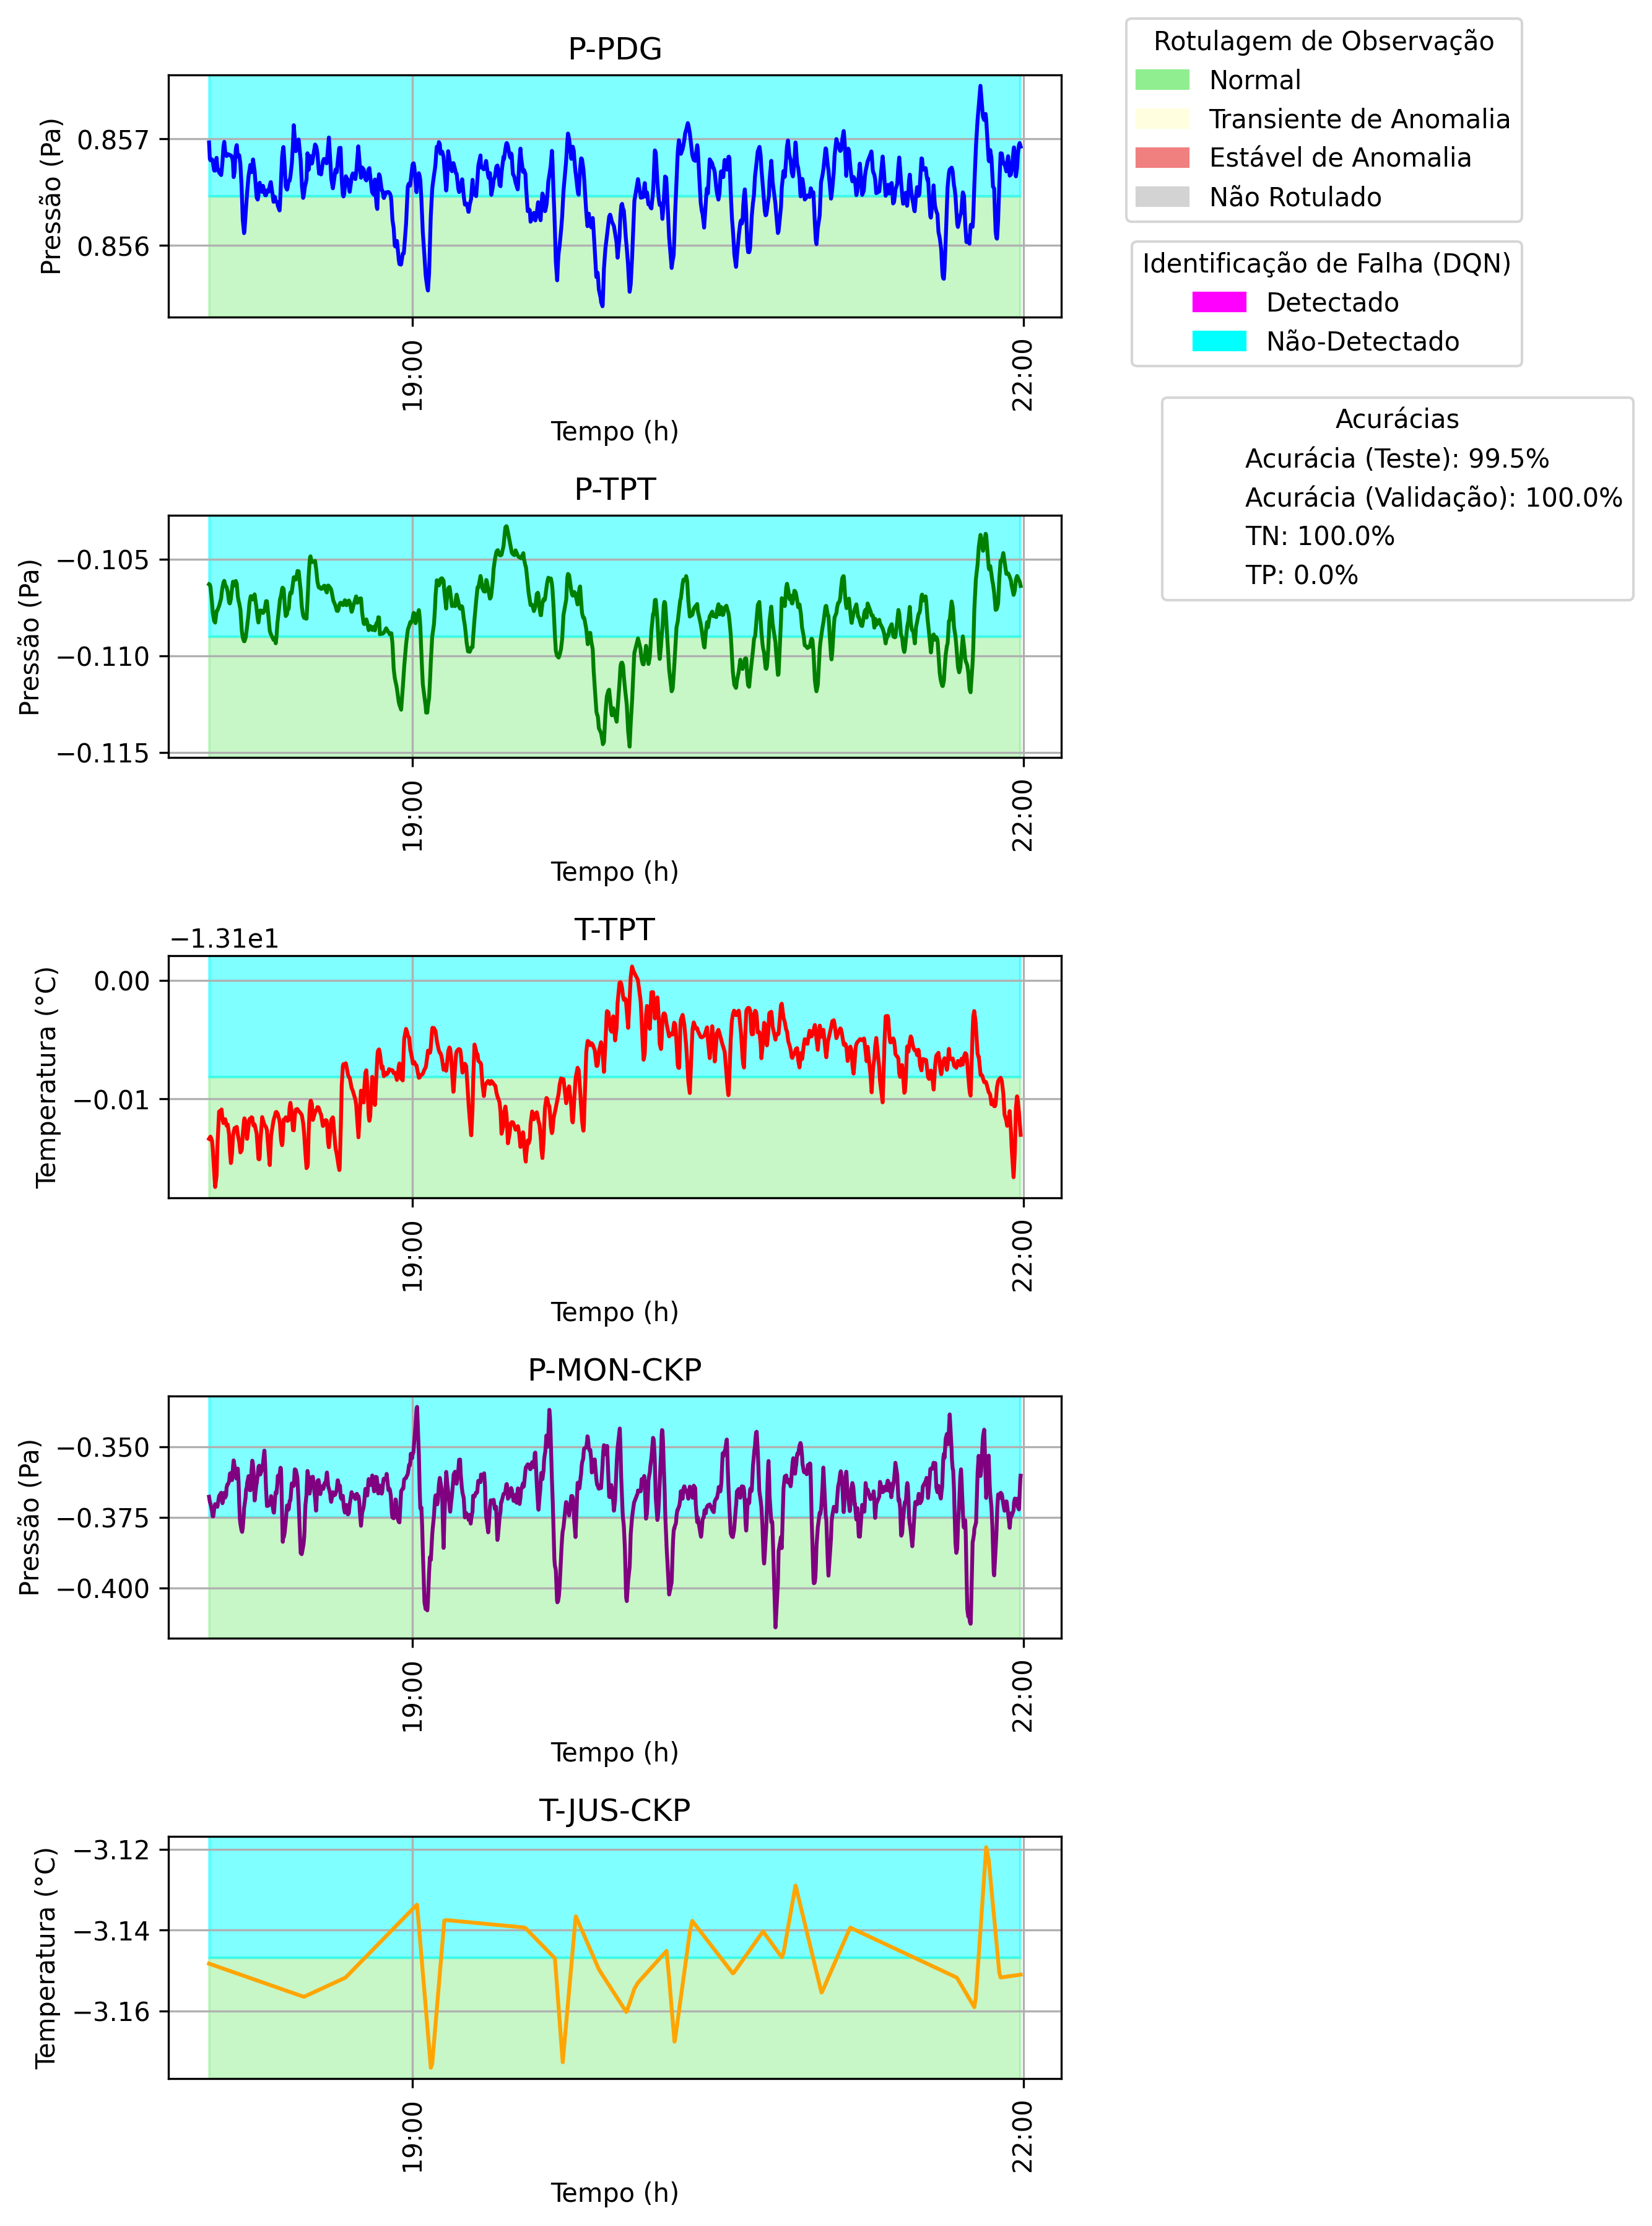 P-PDG
0.857
0.856
Pressão (Pa)
19:00
22:00
Tempo (h)
Rotulagem de Observação
Normal
Transiente de Anomalia
Estável de Anomalia
Não Rotulado
Identificação de Falha (DQN)
Detectado
Não-Detectado
Acurácias
Acurácia (Teste): 99.5%
Acurácia (Validação): 100.0%
TN: 100.0%
TP: 0.0%
P-TPT
−0.105
−0.110
−0.115
Pressão (Pa)
19:00
22:00
Tempo (h)
T-TPT
−1.31e1
0.00
−0.01
Temperatura (°C)
19:00
22:00
Tempo (h)
P-MON-CKP
−0.350
−0.375
−0.400
Pressão (Pa)
19:00
22:00
Tempo (h)
T-JUS-CKP
−3.12
−3.14
−3.16
Temperatura (°C)
19:00
22:00
Tempo (h)